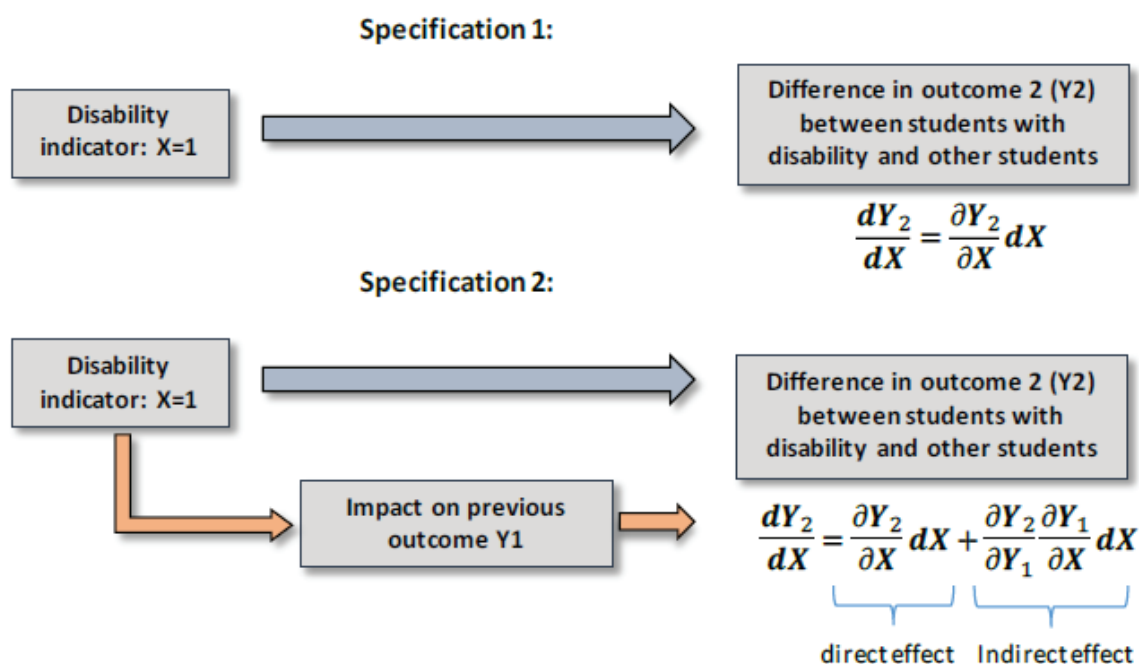 Specification 1:
Disability
indicator: X=1
Difference in outcome 2 (Y2)
between students with
disability and other students
dY₂/dX = ∂Y₂/∂X dX
Specification 2:
Disability
indicator: X=1
Difference in outcome 2 (Y2)
between students with
disability and other students
Impact on previous
outcome Y1
dY₂/dX = ∂Y₂/∂X dX + ∂Y₂/∂Y₁ ∂Y₁/∂X dX
direct effect Indirect effect